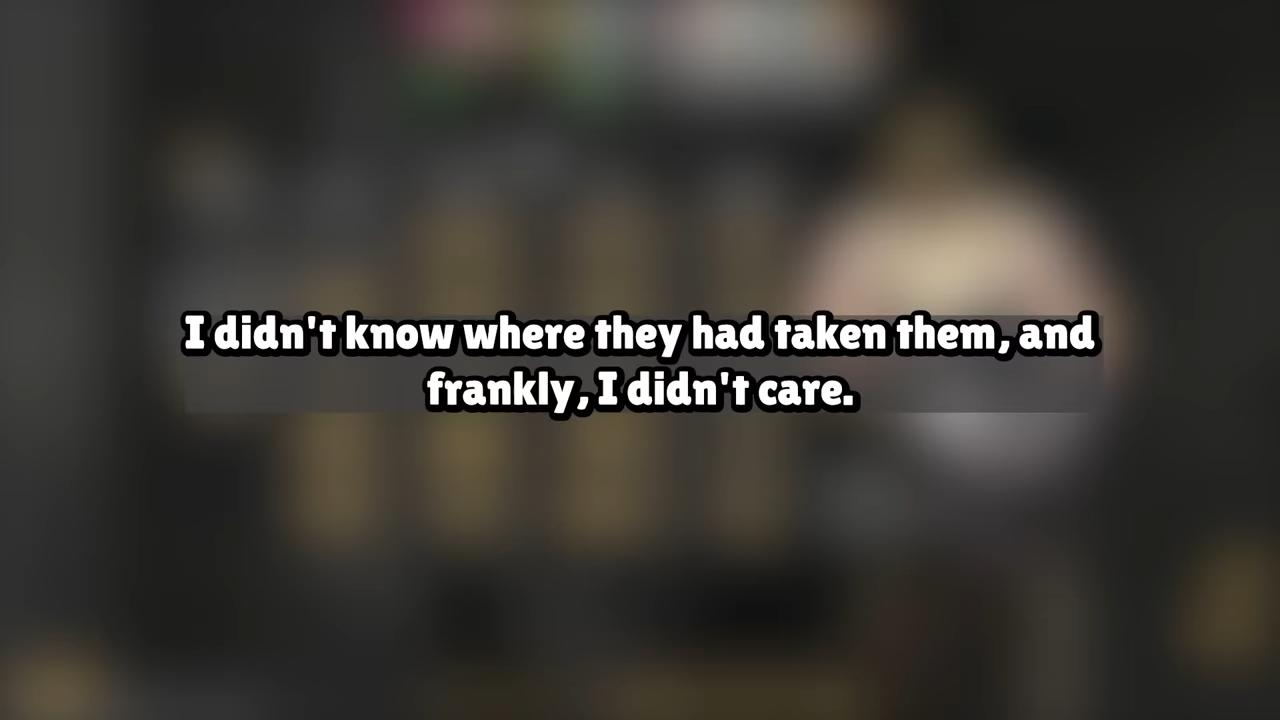 I didn't know where they had taken them, and
frankly, I didn't care.